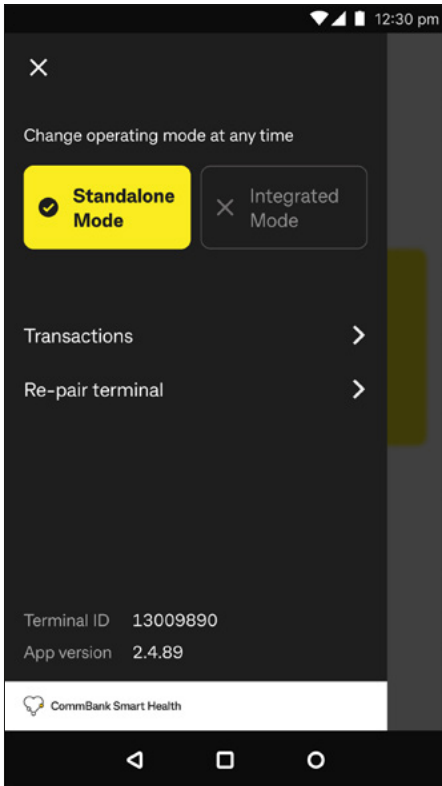 12:30 pm
Change operating mode at any time
Standalone
Mode
Integrated
Mode
Transactions
Re-pair terminal
Terminal ID 13009890
App version 2.4.89
CommBank Smart Health